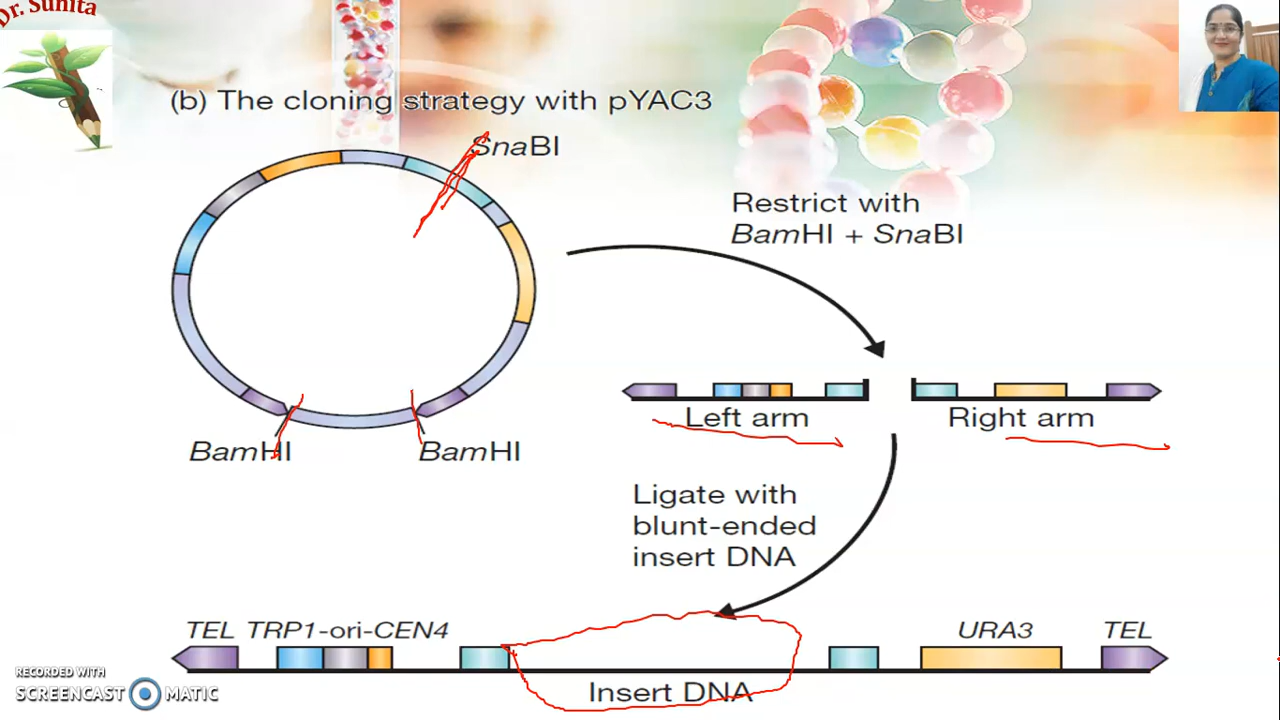 Dr. Sunita
(b) The cloning strategy with pYAC3
SnaBI
Restrict with
BamHI + SnaBI
BamHI
BamHI
Left arm
Right arm
Ligate with
blunt-ended
insert DNA
TEL
TRP1-ori-CEN4
URA3
TEL
Insert DNA
RECORDED WITH
SCREENCAST MATIC